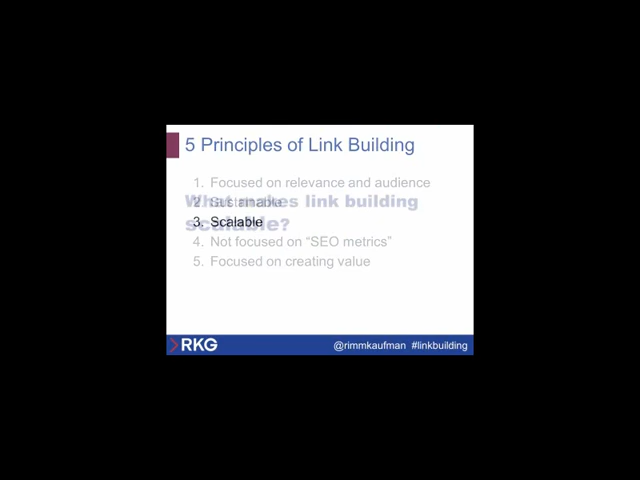 5 Principles of Link Building
1. Focused on relevance and audience
2. Sustainable
What makes link building
scalable?
3. Scalable
4. Not focused on “SEO metrics”
5. Focused on creating value
RKG
@rimmkaufman #linkbuilding